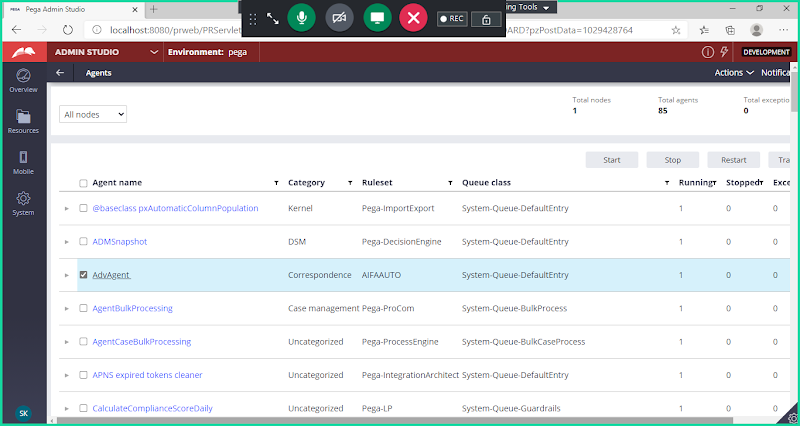 PEGA Pega Admin Studio
ing Tools
REC
localhost:8080/prweb/PRServlet
ARD?pzPostData=1029428764
ADMIN STUDIO Environment: pega DEVELOPMENT
Overview
Resources
Mobile
System
SK
Agents Actions Notifica
All nodes
Total nodes
1
Total agents
85
Total exceptio
0
Start Stop Restart Tra
Agent name Category Ruleset Queue class Running Stopped Exce
@baseclass pxAutomaticColumnPopulation Kernel Pega-ImportExport System-Queue-DefaultEntry 1 0 0
ADMSnapshot DSM Pega-DecisionEngine System-Queue-DefaultEntry 1 0 0
AdvAgent Correspondence AIFAAUTO System-Queue-DefaultEntry 1 0 0
AgentBulkProcessing Case management Pega-ProCom System-Queue-BulkProcess 1 0 0
AgentCaseBulkProcessing Uncategorized Pega-ProcessEngine System-Queue-BulkCaseProcess 1 0 0
APNS expired tokens cleaner Uncategorized Pega-IntegrationArchitect System-Queue-DefaultEntry 1 0 0
CalculateComplianceScoreDaily Uncategorized Pega-LP System-Queue-Guardrails 1 0 0